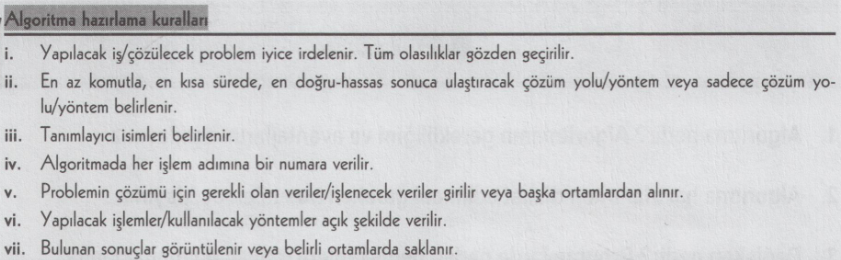 Algoritma hazırlama kuralları
i. Yapılacak iş/çözülecek problem iyice irdelenir. Tüm olasılıklar gözden geçirilir.
ii. En az komutla, en kısa sürede, en doğru-hassas sonuca ulaştıracak çözüm yolu/yöntem veya sadece çözüm yo-
lu/yöntem belirlenir.
iii. Tanımlayıcı isimleri belirlenir.
iv. Algoritmada her işlem adımına bir numara verilir.
v. Problemin çözümü için gerekli olan veriler/işlenecek veriler girilir veya başka ortamlardan alınır.
vi. Yapılacak işlemler/kullanılacak yöntemler açık şekilde verilir.
vii. Bulunan sonuçlar görüntülenir veya belirli ortamlarda saklanır.